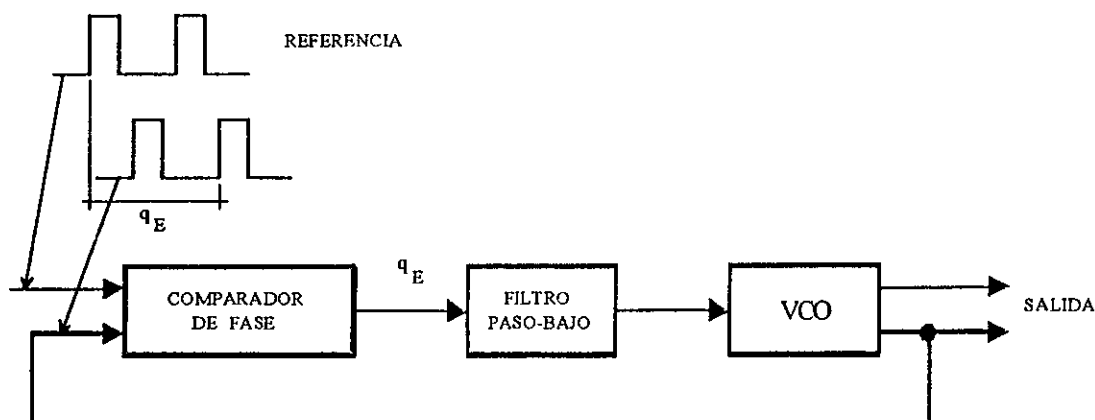 REFERENCIA
q E
q E
COMPARADOR
DE FASE
FILTRO
PASO-BAJO
VCO
SALIDA